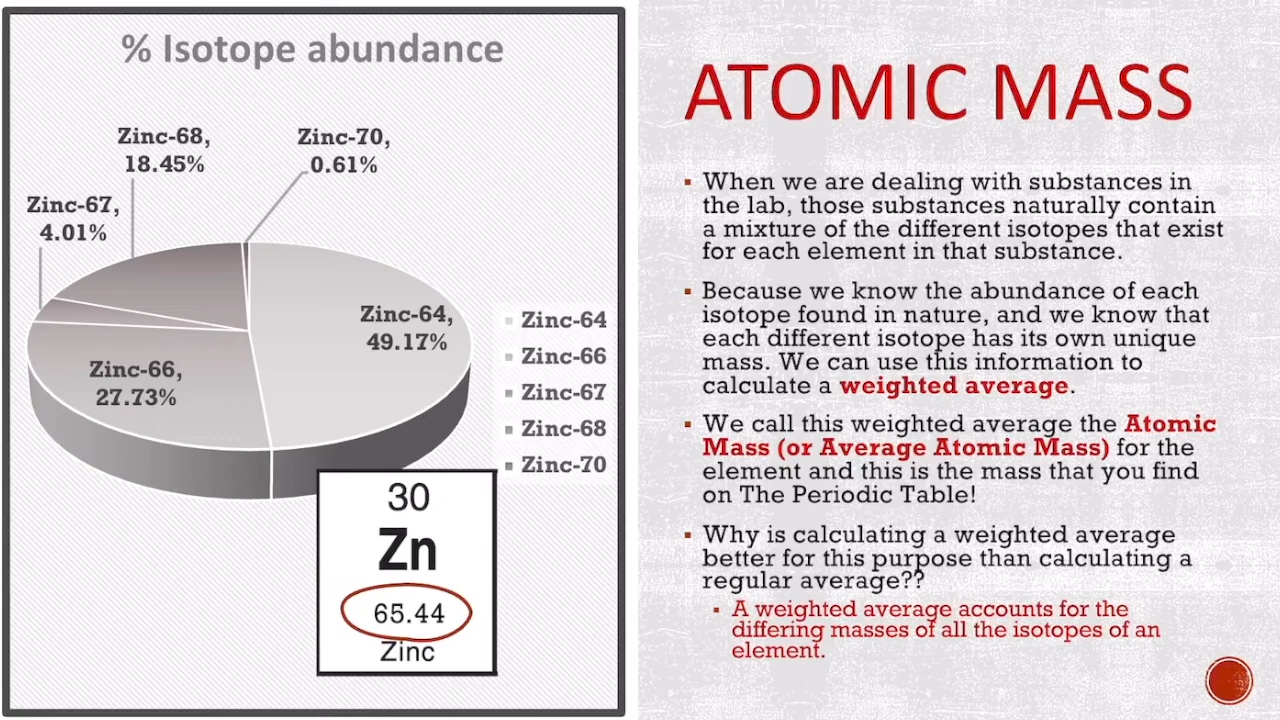 % Isotope abundance
Zinc-68,
18.45%
Zinc-70,
0.61%
Zinc-67,
4.01%
Zinc-64,
49.17%
Zinc-66,
27.73%
Zinc-64
Zinc-66
Zinc-67
Zinc-68
Zinc-70
30
Zn
65.44
Zinc
ATOMIC MASS
When we are dealing with substances in
the lab, those substances naturally contain
a mixture of the different isotopes that exist
for each element in that substance.
Because we know the abundance of each
isotope found in nature, and we know that
each different isotope has its own unique
mass. We can use this information to
calculate a weighted average.
We call this weighted average the Atomic
Mass (or Average Atomic Mass) for the
element and this is the mass that you find
on The Periodic Table!
Why is calculating a weighted average
better for this purpose than calculating a
regular average??
A weighted average accounts for the
differing masses of all the isotopes of an
element.